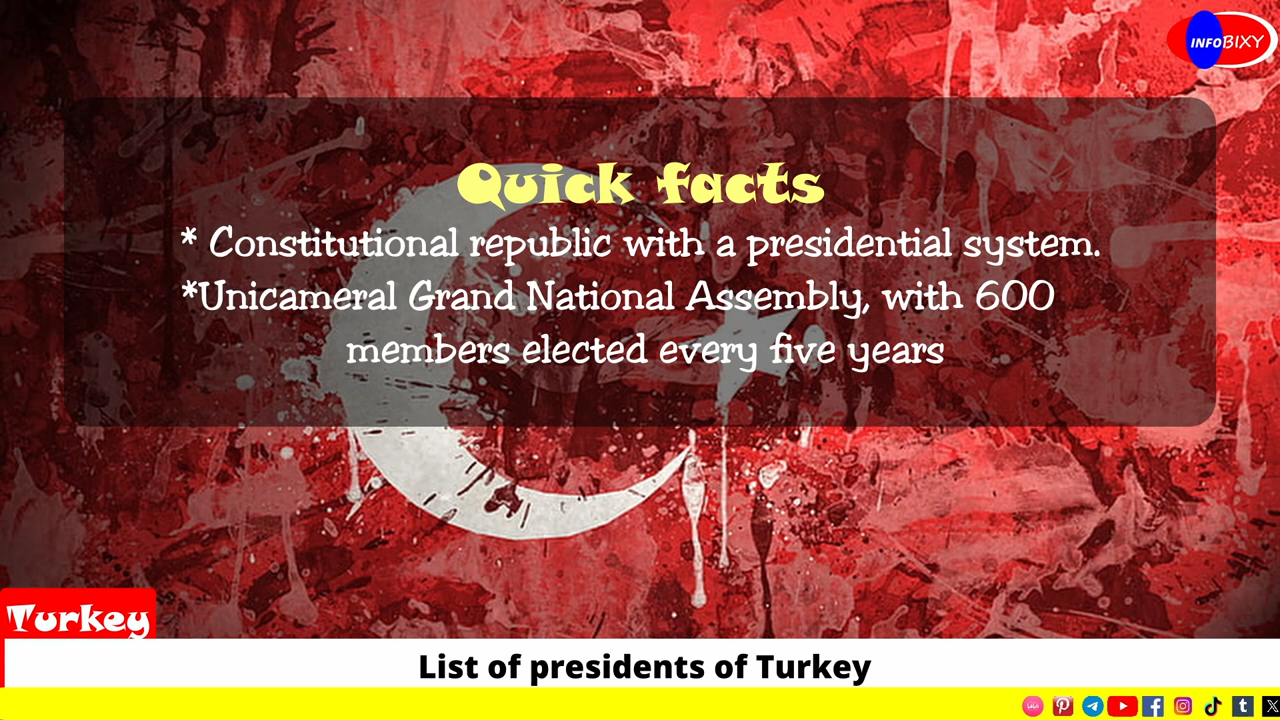 INFOBIXY
Quick facts
* Constitutional republic with a presidential system.
*Unicameral Grand National Assembly, with 600
members elected every five years
Turkey
List of presidents of Turkey